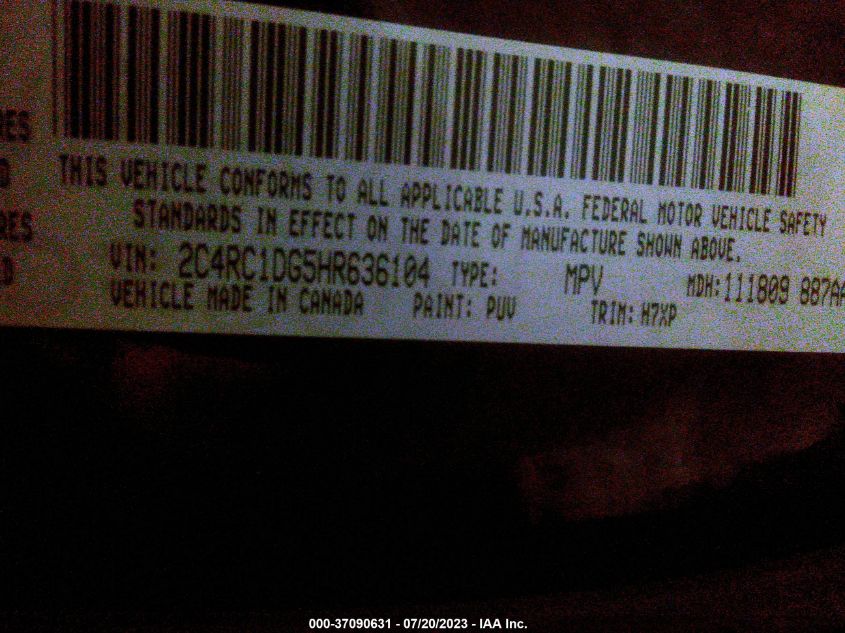 RES
D
RES
D
THIS VEHICLE CONFORMS TO ALL APPLICABLE U.S.A. FEDERAL MOTOR VEHICLE SAFETY
STANDARDS IN EFFECT ON THE DATE OF MANUFACTURE SHOWN ABOVE.
VIN: 2C4RC1DG5HR636104 TYPE: MPV MDH: 111809 887AA
VEHICLE MADE IN CANADA PAINT: PUV TRIM: H7XP
000-37090631 - 07/20/2023 - IAA Inc.